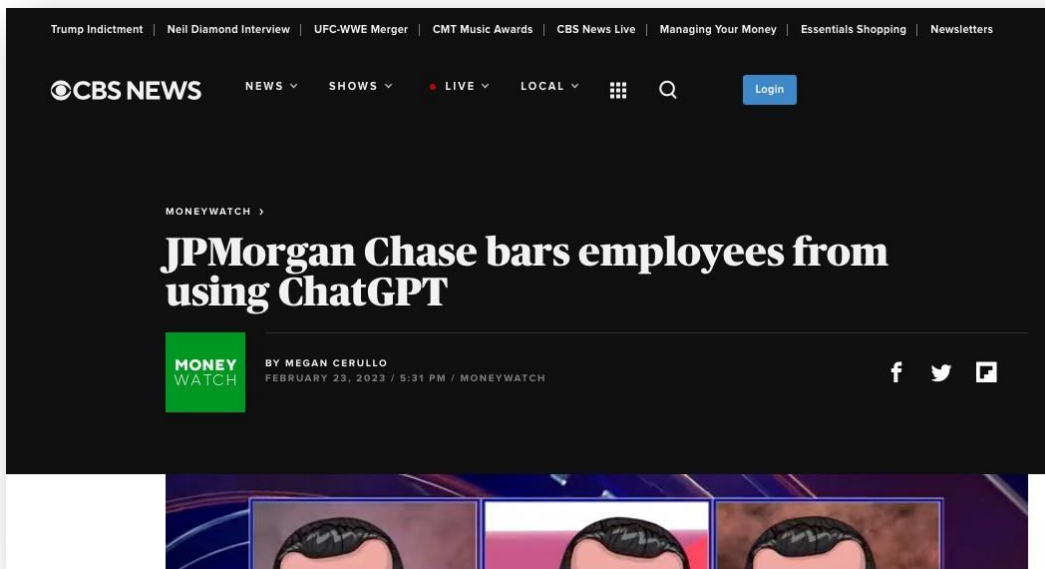 Trump Indictment | Neil Diamond Interview | UFC-WWE Merger | CMT Music Awards | CBS News Live | Managing Your Money | Essentials Shopping | Newsletters
CBS NEWS NEWS SHOWS LIVE LOCAL Login
MONEYWATCH >
JPMorgan Chase bars employees from
using ChatGPT
MONEY
WATCH
BY MEGAN CERULLO
FEBRUARY 23, 2023 / 5:31 PM / MONEYWATCH